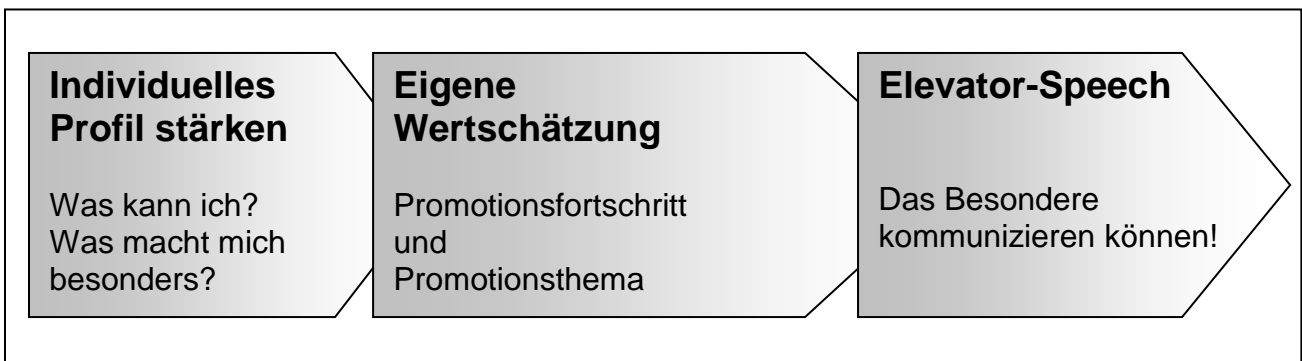 Individuelles
Profil stärken
Was kann ich?
Was macht mich
besonders?
Eigene
Wertschätzung
Promotionsfortschritt
und
Promotionsthema
Elevator-Speech
Das Besondere
kommunizieren können!